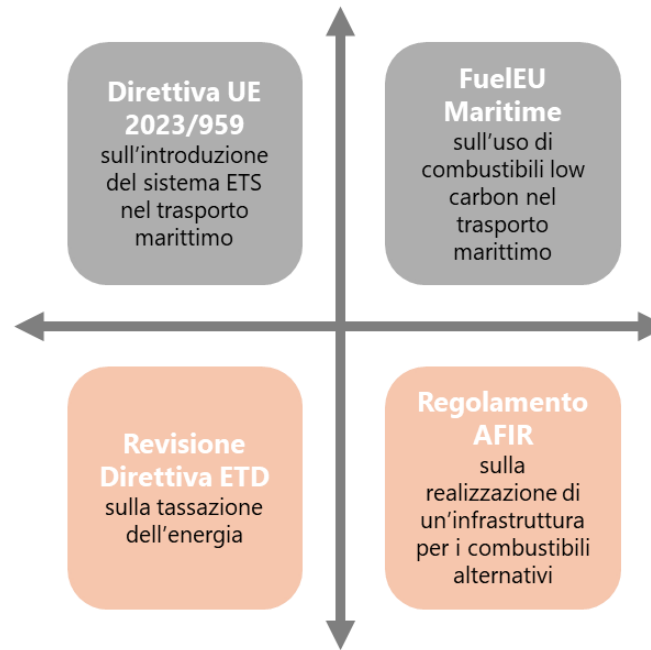 Direttiva UE
2023/959
sull’introduzione
del sistema ETS
nel trasporto
marittimo
FuelEU
Maritime
sull’uso di
combustibili low
carbon nel
trasporto
marittimo
Revisione
Direttiva ETD
sulla tassazione
dell’energia
Regolamento
AFIR
sulla
realizzazione di
un’infrastruttura
per i combustibili
alternativi